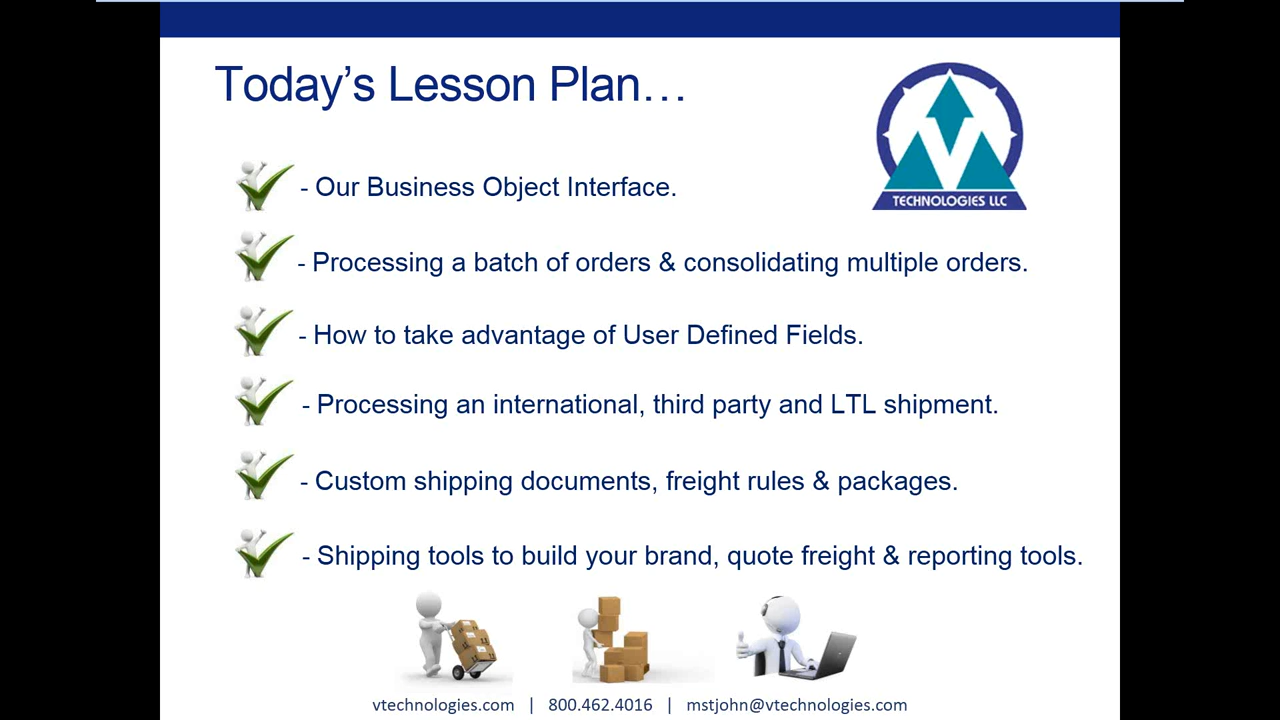 Today's Lesson Plan…
TECHNOLOGIES LLC
- Our Business Object Interface.
- Processing a batch of orders & consolidating multiple orders.
- How to take advantage of User Defined Fields.
- Processing an international, third party and LTL shipment.
- Custom shipping documents, freight rules & packages.
- Shipping tools to build your brand, quote freight & reporting tools.
vtechnologies.com | 800.462.4016 | mstjohn@vtechnologies.com